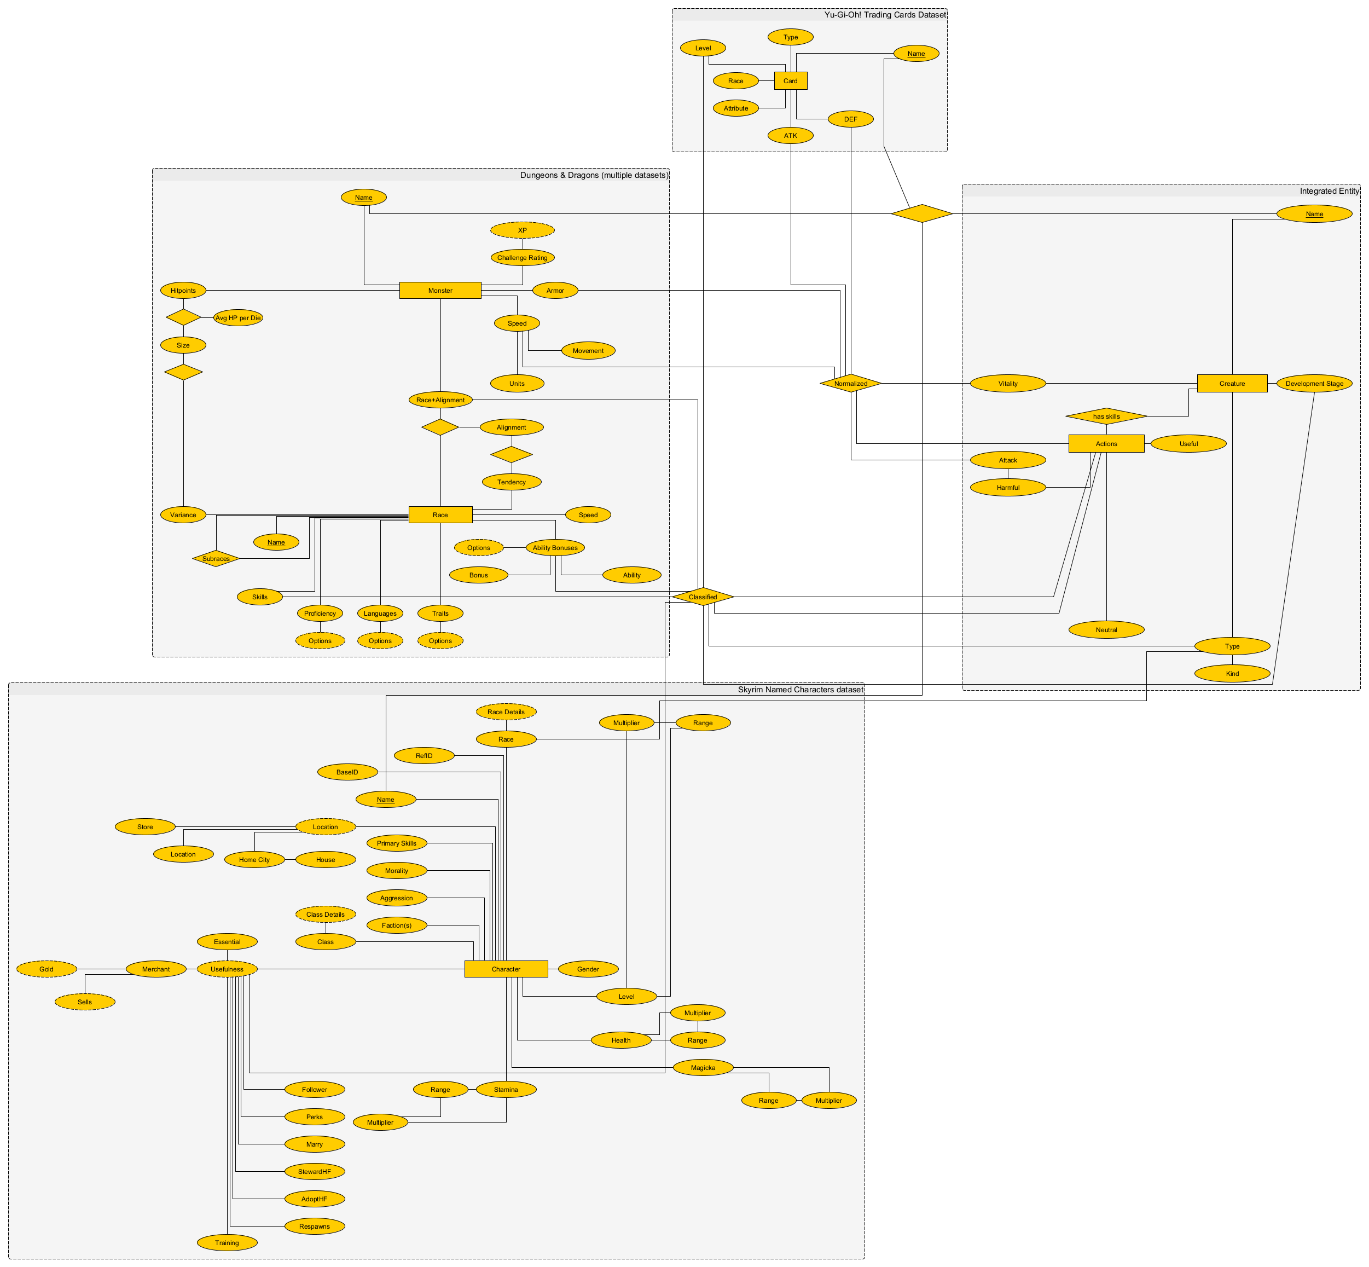 Yu-Gi-Oh! Trading Cards Dataset
Type
Level
Name
Race
Card
Attribute
DEF
ATK
Dungeons & Dragons (multiple datasets)
Name
XP
Challenge Rating
Hitpoints
Monster
Armor
Avg HP per Die
Speed
Size
Movement
Units
Race+Alignment
Alignment
Tendency
Variance
Race
Speed
Name
Subraces
Options
Ability Bonuses
Bonus
Ability
Skills
Proficiency
Languages
Traits
Options
Options
Options
Normalized
Classified
Integrated Entity
Name
Vitality
Creature
Development Stage
has skills
Actions
Useful
Attack
Harmful
Neutral
Type
Kind
Skyrim Named Characters dataset
Race Details
Multiplier
Range
Race
RefID
BaseID
Name
Store
Location
Primary Skills
Location
Home City
House
Morality
Aggression
Class Details
Faction(s)
Essential
Class
Gold
Merchant
Usefulness
Character
Gender
Sells
Level
Multiplier
Health
Range
Magicka
Follower
Range
Stamina
Range
Multiplier
Perks
Multiplier
Marry
StewardHF
AdoptHF
Respawns
Training